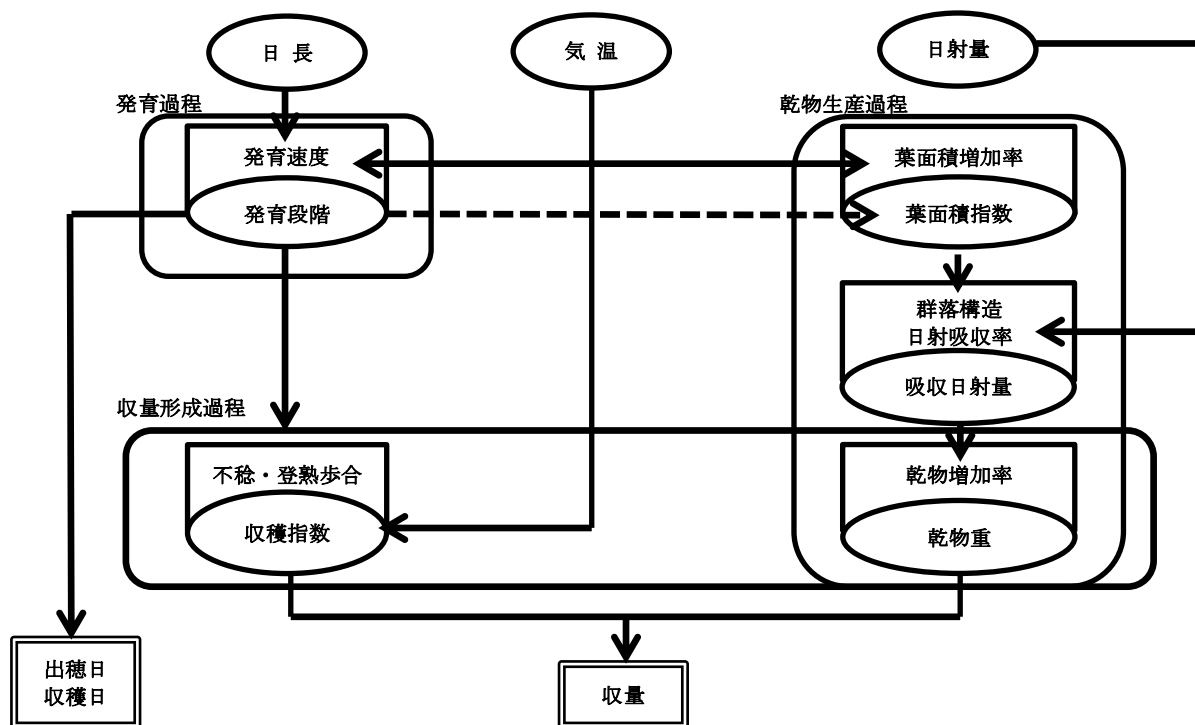 日 長
気 温
日射量
発育過程
乾物生産過程
発育速度
葉面積増加率
発育段階
葉面積指数
群落構造
日射吸収率
吸収日射量
収量形成過程
不稔・登熟歩合
乾物増加率
収穫指数
乾物重
出穂日
収穫日
収量